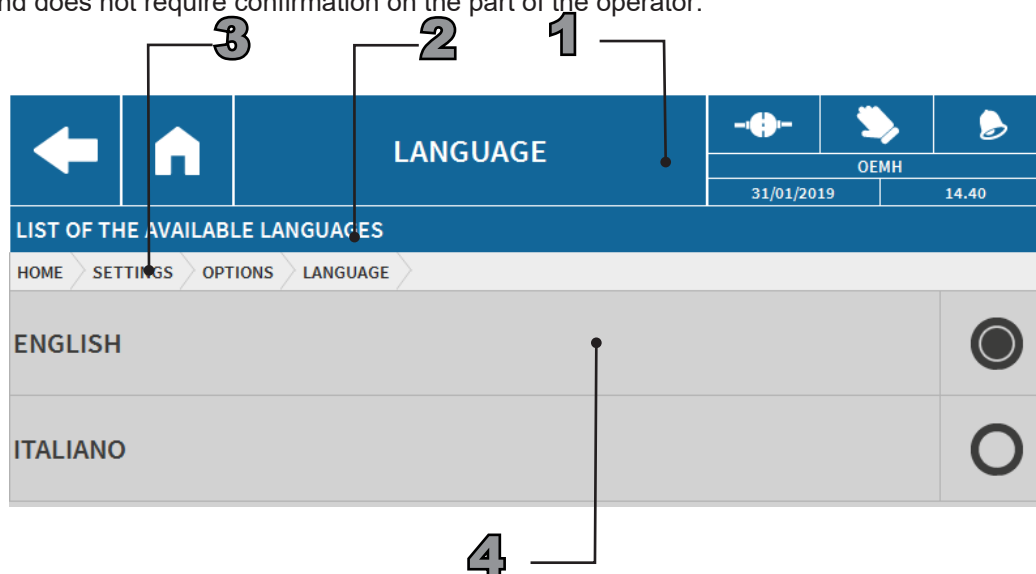 nd does not require confirmation on the part of the operator.
3 2 1
LANGUAGE
OEMH
31/01/2019 14.40
LIST OF THE AVAILABLE LANGUAGES
HOME SETTINGS OPTIONS LANGUAGE
ENGLISH
ITALIANO
4